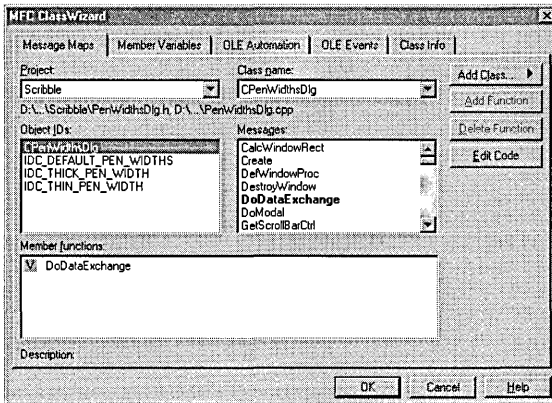 MFC ClassWizard
Message Maps Member Variables OLE Automation OLE Events Class Info
Project: Class name:
Scribble CPenWidthsDlg
Add Class...
D:\...\Scribble\PenWidthsDlg.h, D:\...\PenWidthsDlg.cpp
Add Function
Object IDs: Messages:
Delete Function
CPenWidthsDlg
IDC_DEFAULT_PEN_WIDTHS
IDC_THICK_PEN_WIDTH
IDC_THIN_PEN_WIDTH
CalcWindowRect
Create
DefWindowProc
DestroyWindow
DoDataExchange
DoModal
GetScrollBarCtrl
Edit Code
Member functions:
V DoDataExchange
Description:
OK Cancel Help